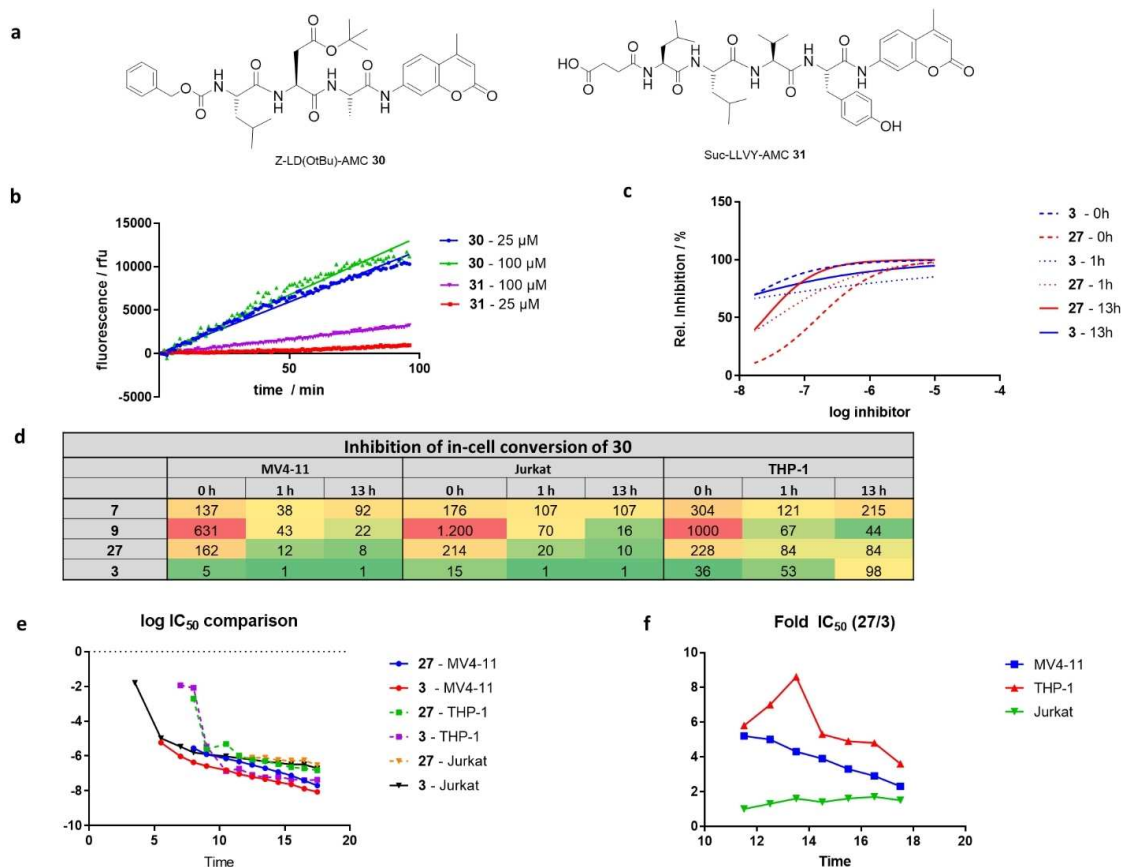 a
O
O
O
O
N
H
H
N
O
O
N
H
O
H
N
O
O
Z-LD(OtBu)-AMC 30
HO
O
O
N
H
O
H
N
O
N
H
O
H
N
O
N
H
O
O
OH
Suc-LLVY-AMC 31
b
15000
10000
5000
0
-5000
50
100
fluorescence / rfu
time / min
30 - 25 µM
30 - 100 µM
31 - 100 µM
31 - 25 µM
c
150
100
50
0
-8
-7
-6
-5
-4
Rel. Inhibition / %
log inhibitor
3 - 0h
27 - 0h
3 - 1h
27 - 1h
27 - 13h
3 - 13h
d
Inhibition of in-cell conversion of 30
MV4-11 Jurkat THP-1
0 h 1 h 13 h 0 h 1 h 13 h 0 h 1 h 13 h
7 137 38 92 176 107 107 304 121 215
9 631 43 22 1.200 70 16 1000 67 44
27 162 12 8 214 20 10 228 84 84
3 5 1 1 15 1 1 36 53 98
e
log IC50 comparison
0
-2
-4
-6
-8
-10
0
5
10
15
20
Time
27 - MV4-11
3 - MV4-11
27 - THP-1
3 - THP-1
27 - Jurkat
3 - Jurkat
f
Fold IC50 (27/3)
10
8
6
4
2
0
10
12
14
16
18
20
Time
MV4-11
THP-1
Jurkat